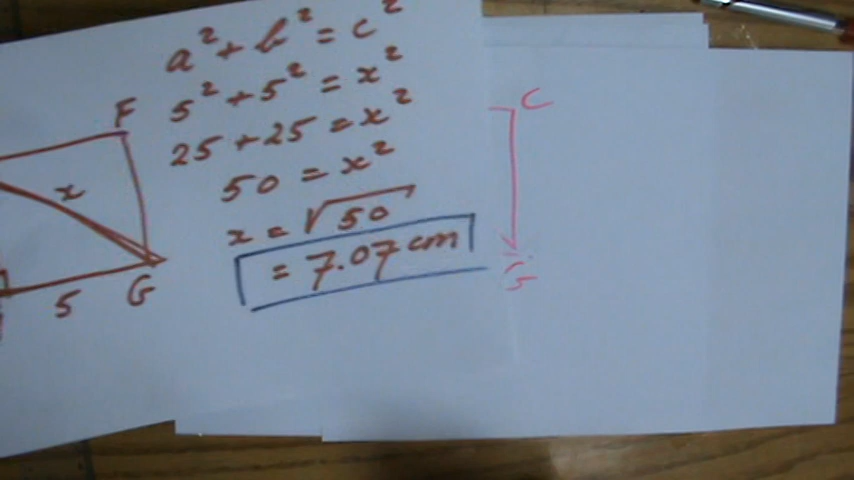 a² + b² = c²
5² + 5² = x²
25 + 25 = x²
50 = x²
x = √50
= 7.07 cm
F
x
5
G
C